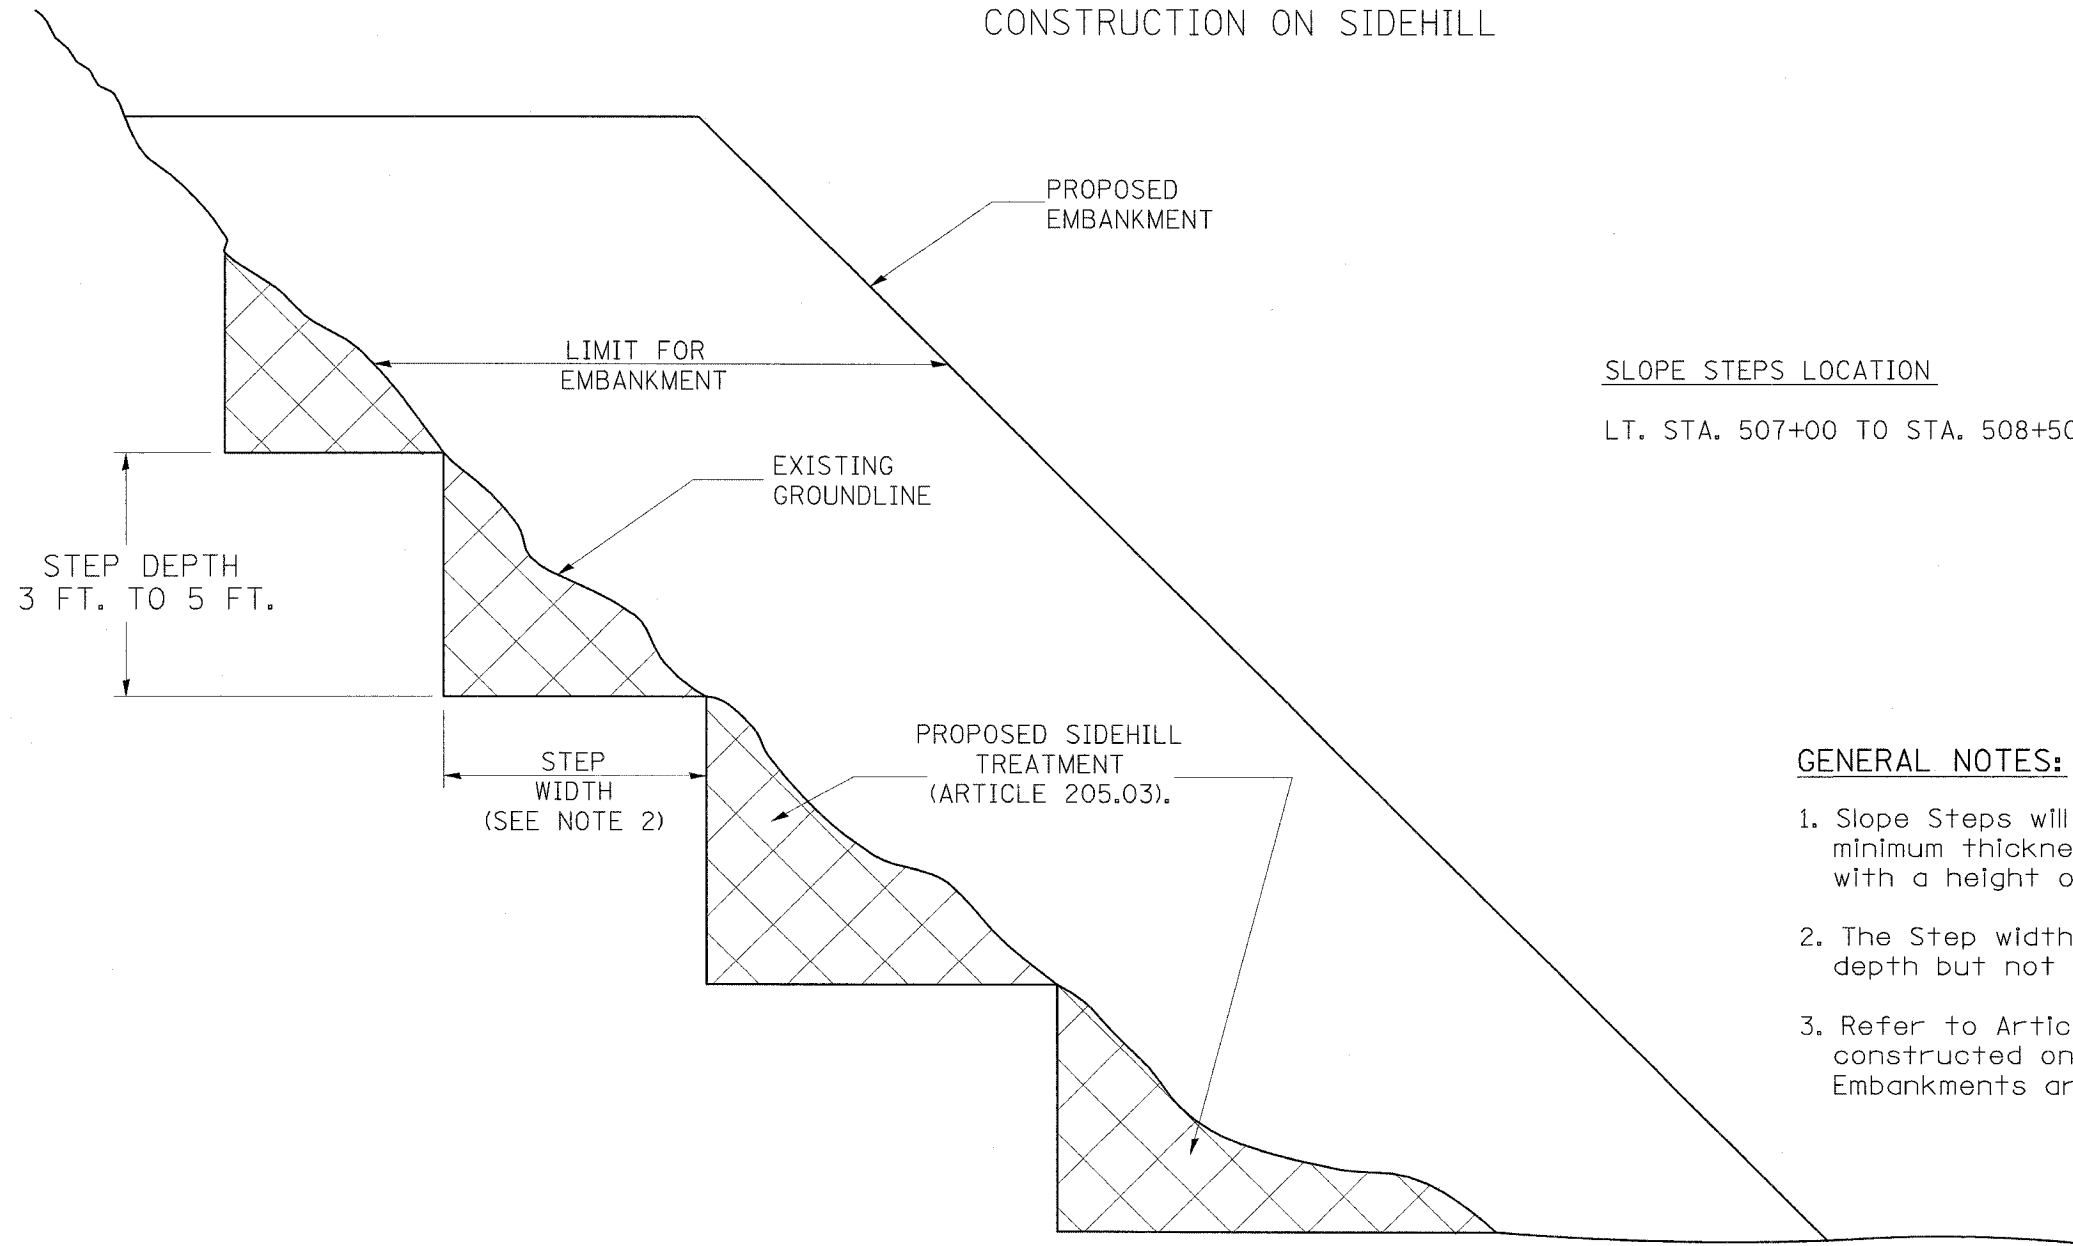 CONSTRUCTION ON SIDEHILL
PROPOSED
EMBANKMENT
LIMIT FOR
EMBANKMENT
SLOPE STEPS LOCATION
LT. STA. 507+00 TO STA. 508+50
EXISTING
GROUNDLINE
STEP DEPTH
3 FT. TO 5 FT.
STEP
WIDTH
(SEE NOTE 2)
PROPOSED SIDEHILL
TREATMENT
(ARTICLE 205.03).
GENERAL NOTES:
1. Slope Steps will
minimum
with a height
2. The Step width
depth but not
3. Refer to
constructed on
Embankments